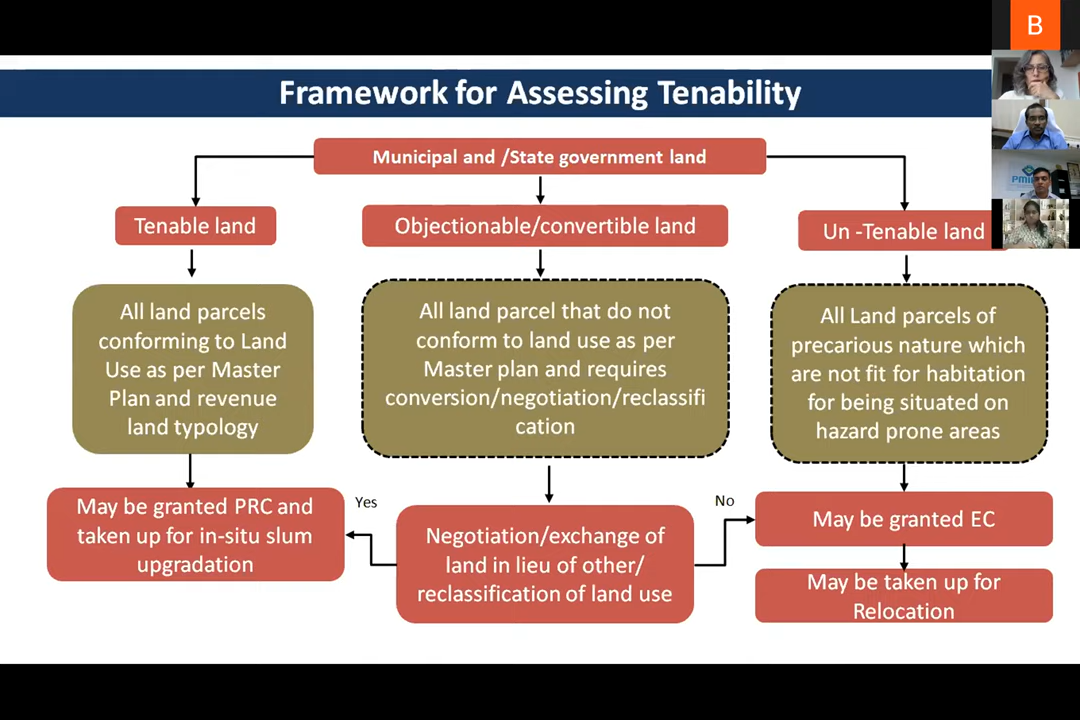 B
Framework for Assessing Tenability
Municipal and /State government land
Tenable land
Objectionable/convertible land
Un -Tenable land
All land parcels
conforming to Land
Use as per Master
Plan and revenue
land typology
All land parcel that do not
conform to land use as per
Master plan and requires
conversion/negotiation/reclassifi
cation
All Land parcels of
precarious nature which
are not fit for habitation
for being situated on
hazard prone areas
May be granted PRC and
taken up for in-situ slum
upgradation
Yes
Negotiation/exchange of
land in lieu of other/
reclassification of land use
No
May be granted EC
May be taken up for
Relocation